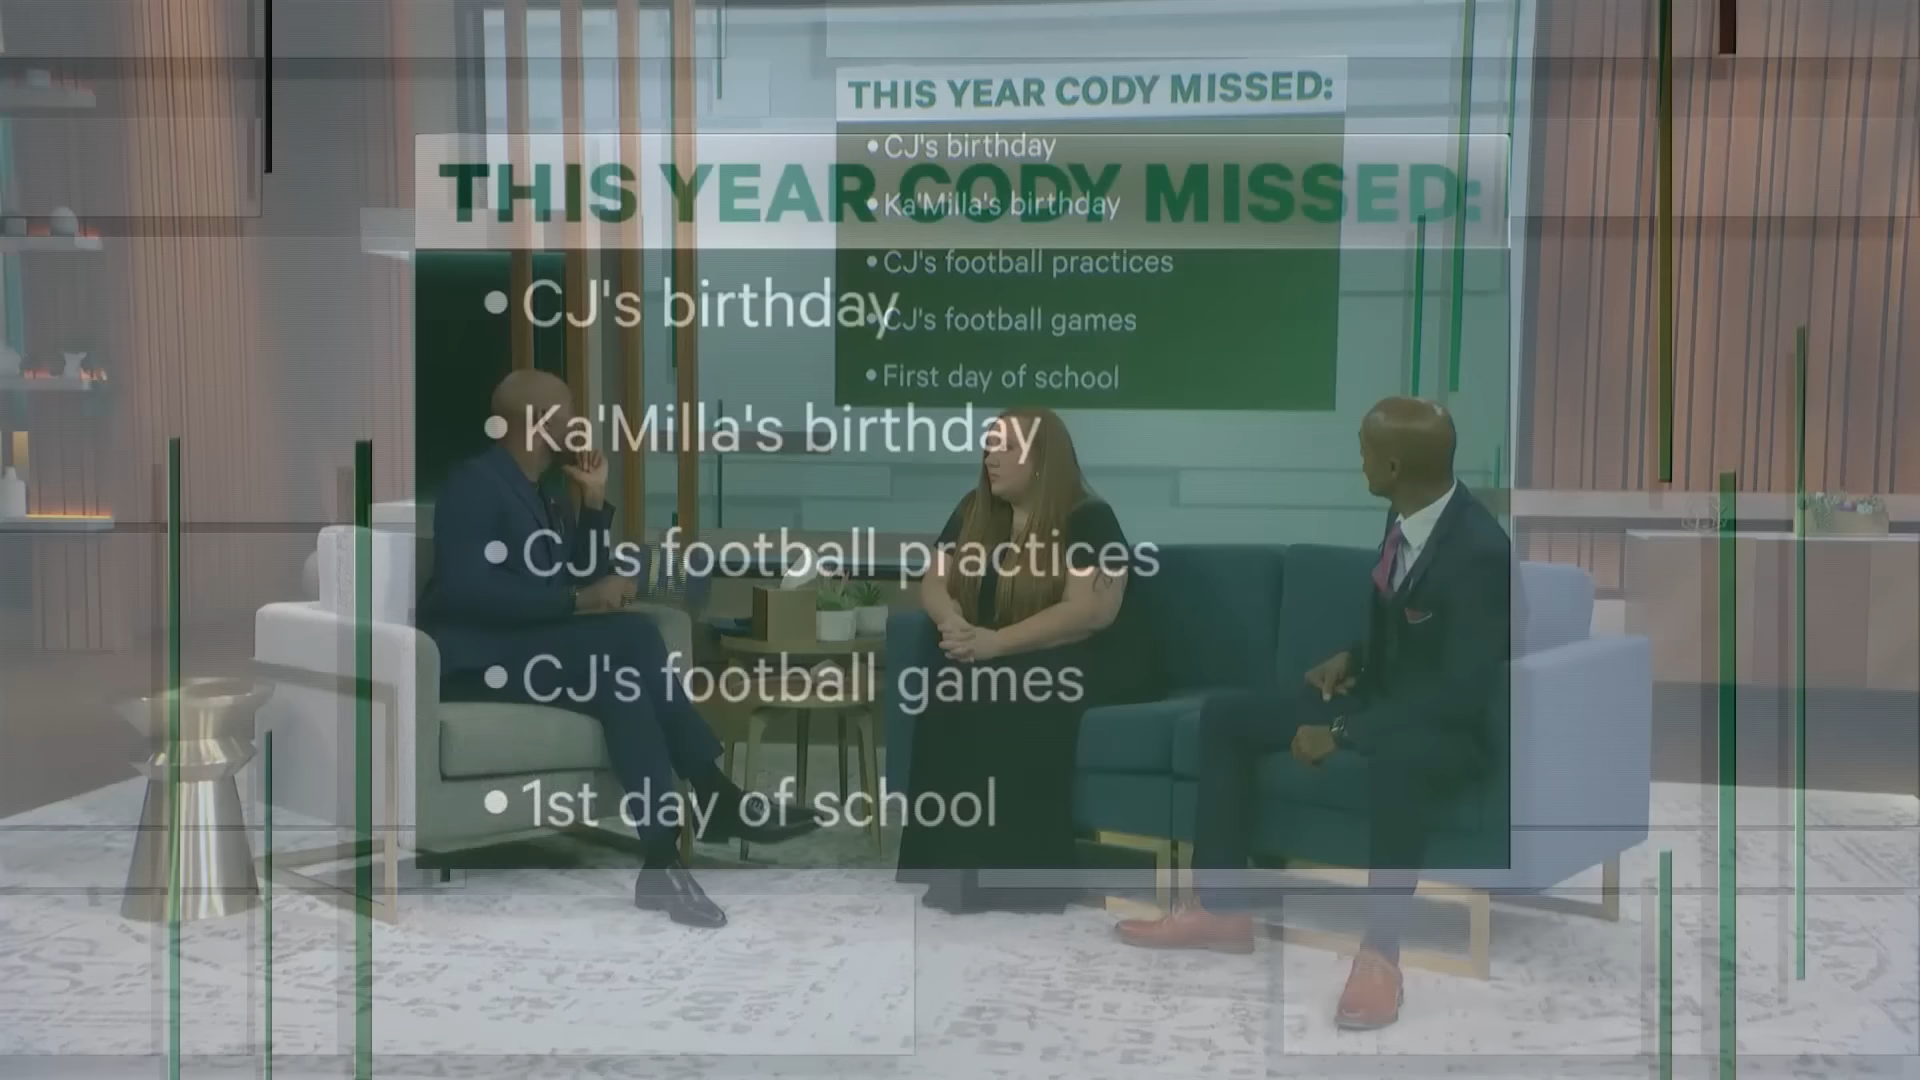 THIS YEAR CODY MISSED:
• CJ's birthday
• Ka'Milla's birthday
• CJ's football practices
• CJ's football games
• First day of school
THIS YEAR CODY MISSED:
• CJ's birthday
• Ka'Milla's birthday
• CJ's football practices
• CJ's football games
• 1st day of school